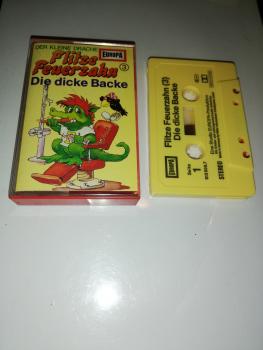 DER KLEINE DRACHE
EUROPA
Flitze
Feuerzahn
3
Die dicke Backe
Flitze Feuerzahn (3)
Die dicke Backe
EUROPA
Seite
1
STEREO